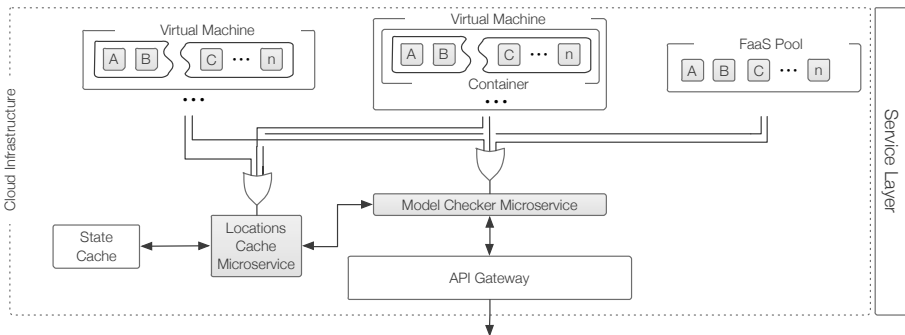 Virtual Machine
A B C ••• n
•••
Virtual Machine
A B C ••• n
Container
•••
FaaS Pool
A B C ••• n
Cloud Infrastructure
Service Layer
Model Checker Microservice
Locations
Cache
Microservice
State
Cache
API Gateway